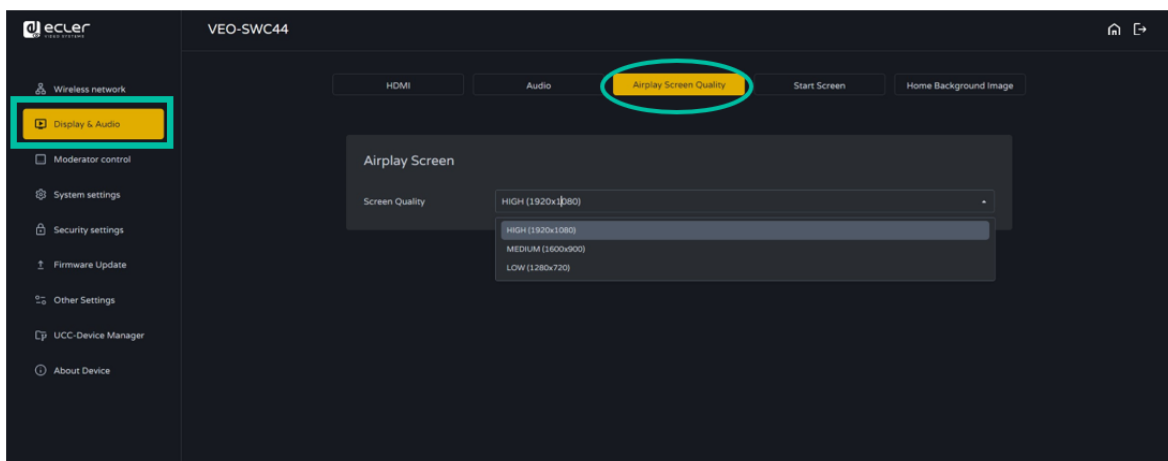 ecler
VIDEO SYSTEMS
VEO-SWC44
Wireless network
Display & Audio
Moderator control
System settings
Security settings
Firmware Update
Other Settings
UCC-Device Manager
About Device
HDMI
Audio
Airplay Screen Quality
Start Screen
Home Background Image
Airplay Screen
Screen Quality
HIGH (1920x1080)
HIGH (1920x1080)
MEDIUM (1600x900)
LOW (1280x720)